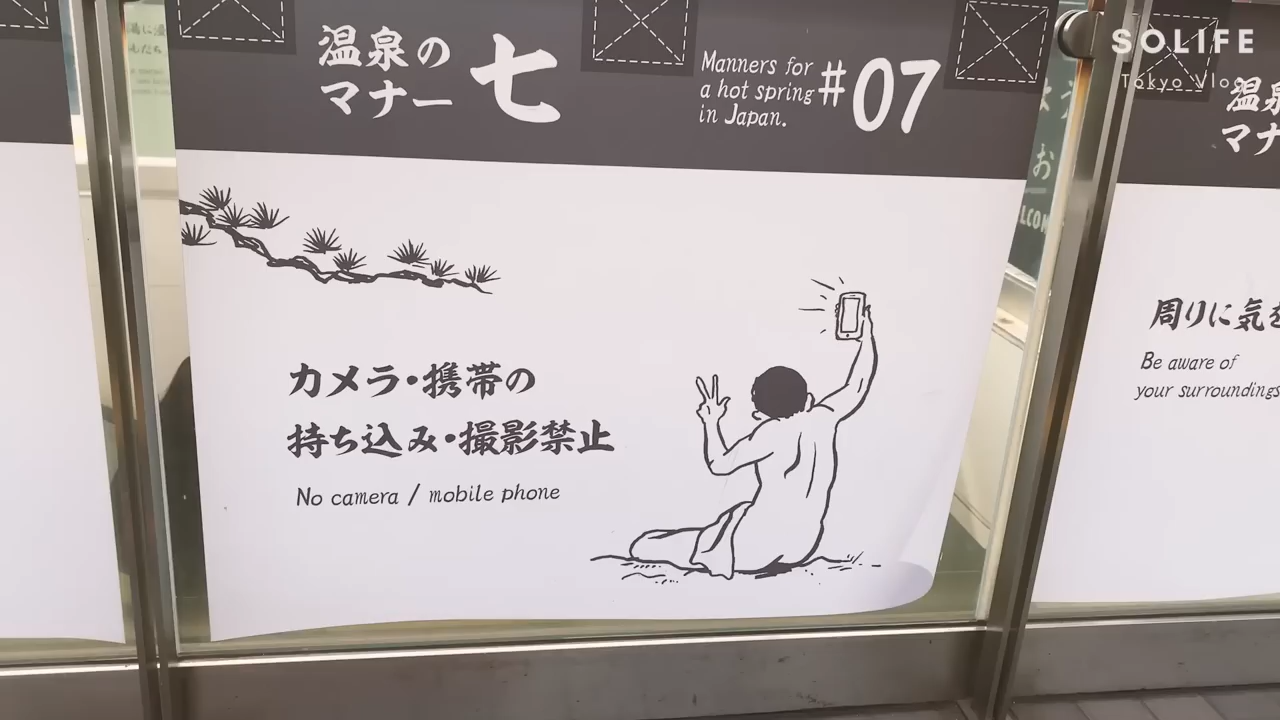 温泉の
マナー
七
Manners for
a hot spring
in Japan.
#07
カメラ・携帯の
持ち込み・撮影禁止
No camera / mobile phone
SOLIFE
Tokyo Vlog
温泉
マナ
周りに気を
Be aware of
your surroundings
お